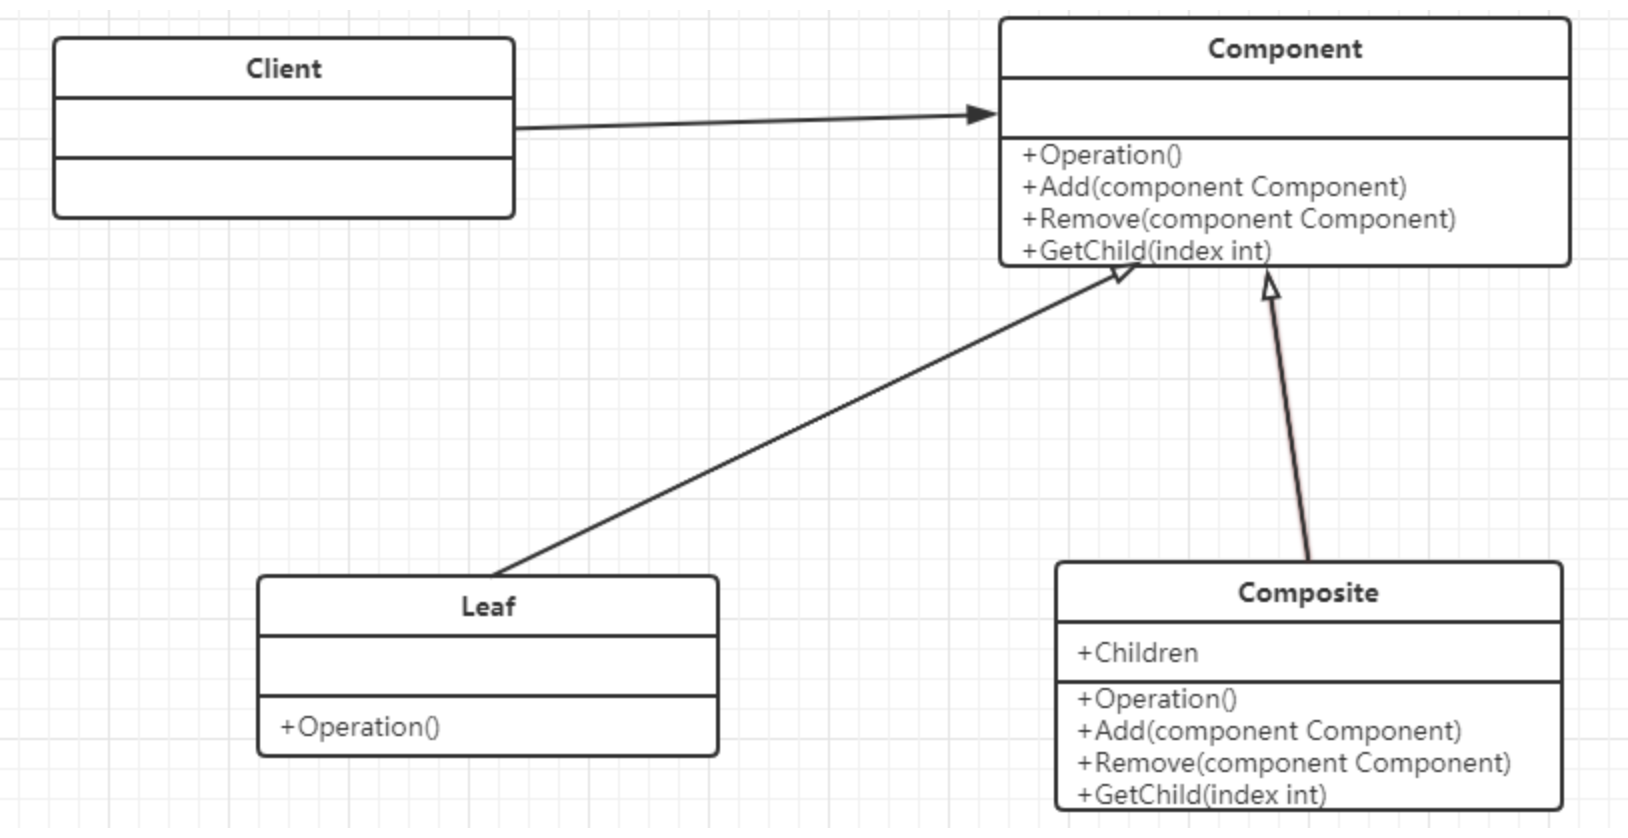 Client
Component
+Operation()
+Add(component Component)
+Remove(component Component)
+GetChild(index int)
Leaf
+Operation()
Composite
+Children
+Operation()
+Add(component Component)
+Remove(component Component)
+GetChild(index int)